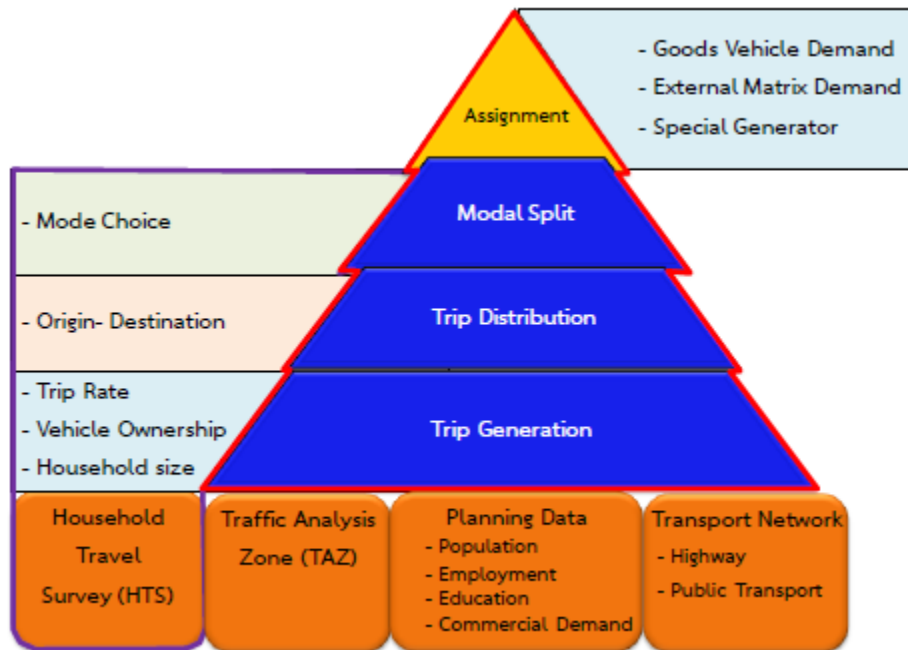 Assignment
- Goods Vehicle Demand
- External Matrix Demand
- Special Generator
- Mode Choice
Modal Split
- Origin- Destination
Trip Distribution
- Trip Rate
- Vehicle Ownership
- Household size
Trip Generation
Household
Travel
Survey (HTS)
Traffic Analysis
Zone (TAZ)
Planning Data
- Population
- Employment
- Education
- Commercial Demand
Transport Network
- Highway
- Public Transport